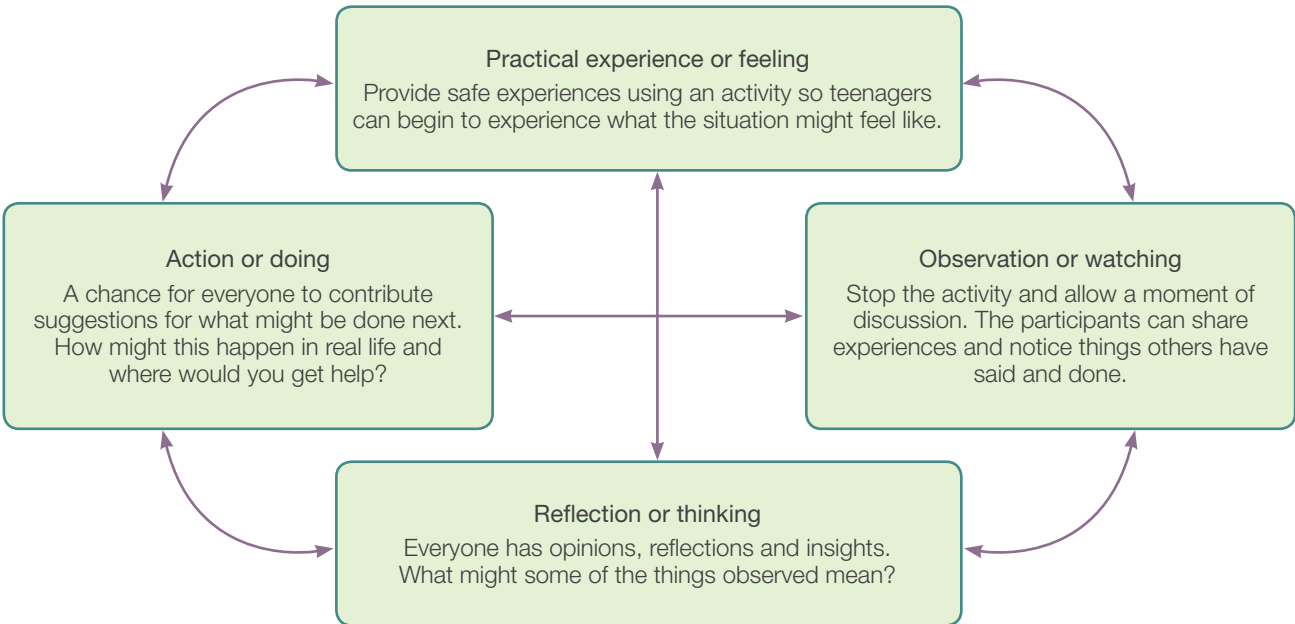 Practical experience or feeling
Provide safe experiences using an activity so teenagers
can begin to experience what the situation might feel like.
Action or doing
A chance for everyone to contribute
suggestions for what might be done next.
How might this happen in real life and
where would you get help?
Observation or watching
Stop the activity and allow a moment of
discussion. The participants can share
experiences and notice things others have
said and done.
Reflection or thinking
Everyone has opinions, reflections and insights.
What might some of the things observed mean?